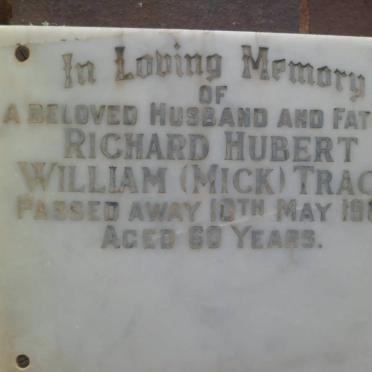 In Loving Memory
OF
A BELOVED HUSBAND AND FAT
RICHARD HUBERT
WILLIAM (MICK) TRAC
PASSED AWAY 10TH MAY
AGED 60 YEARS.